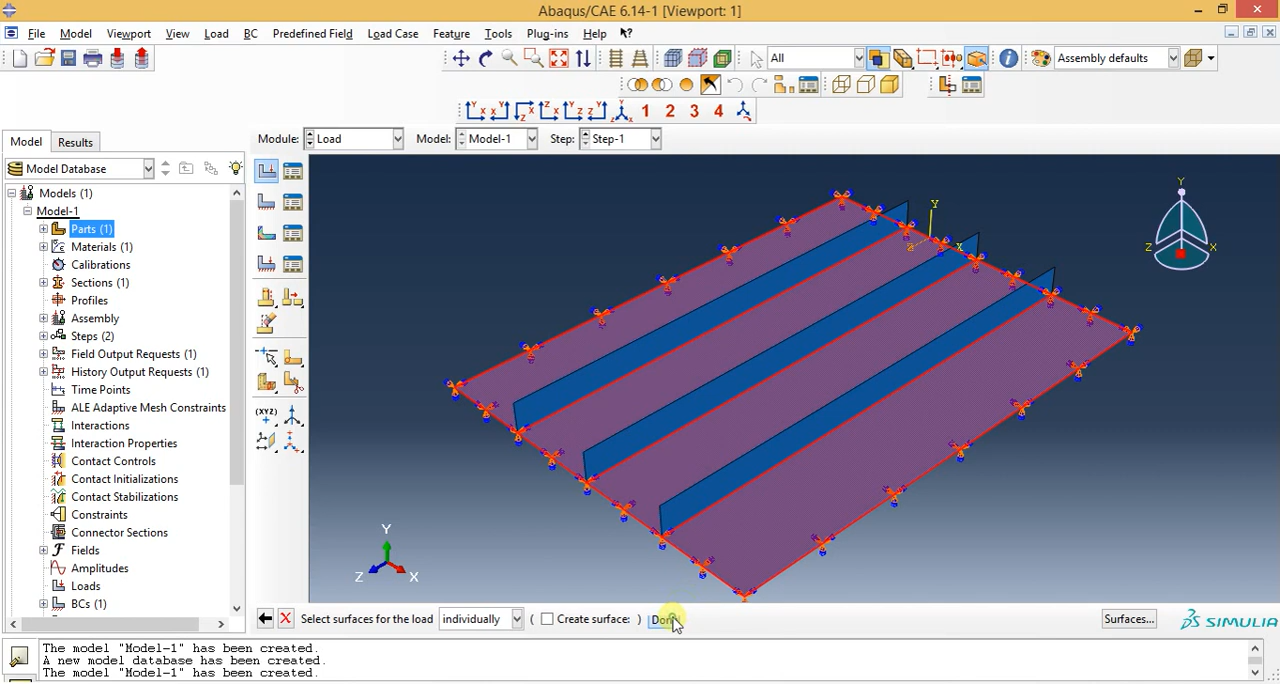 Abaqus/CAE 6.14-1 [Viewport: 1]
File Model Viewport View Load BC Predefined Field Load Case Feature Tools Plug-ins Help
All Assembly defaults
1 2 3 4
Model Results Module: Load Model: Model-1 Step: Step-1
Model Database
Models (1)
Model-1
Parts (1)
Materials (1)
Calibrations
Sections (1)
Profiles
Assembly
Steps (2)
Field Output Requests (1)
History Output Requests (1)
Time Points
ALE Adaptive Mesh Constraints
Interactions
Interaction Properties
Contact Controls
Contact Initializations
Contact Stabilizations
Constraints
Connector Sections
Fields
Amplitudes
Loads
BCs (1)
(XYZ)
Y
X
Y
Z X
Y
Z X
Select surfaces for the load individually ( Create surface: ) Done Surfaces... SIMULIA
The model "Model-1" has been created.
A new model database has been created.
The model "Model-1" has been created.